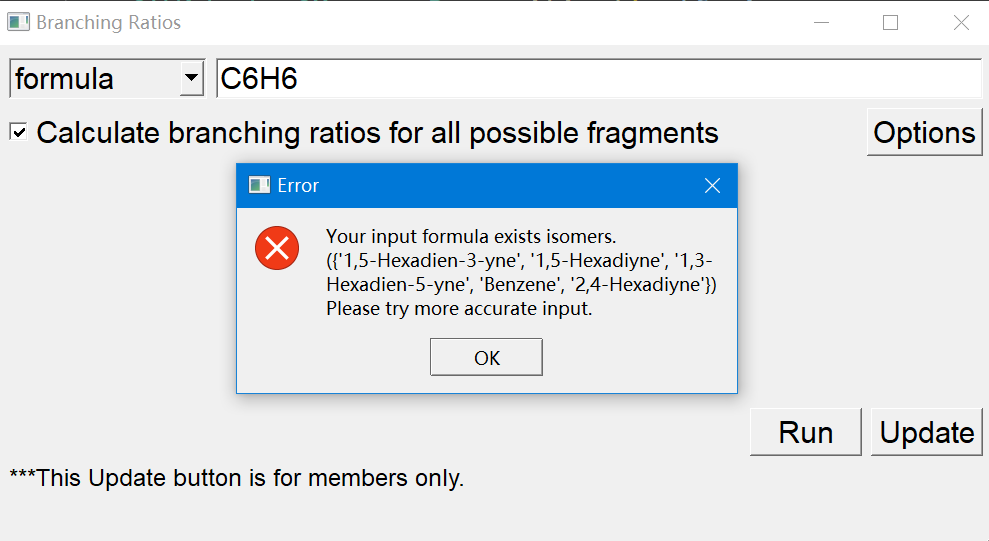 Branching Ratios
formula
C6H6
Calculate branching ratios for all possible fragments
Options
Error
Your input formula exists isomers.
({'1,5-Hexadien-3-yne', '1,5-Hexadiyne', '1,3-
Hexadien-5-yne', 'Benzene', '2,4-Hexadiyne'})
Please try more accurate input.
OK
Run
Update
***This Update button is for members only.